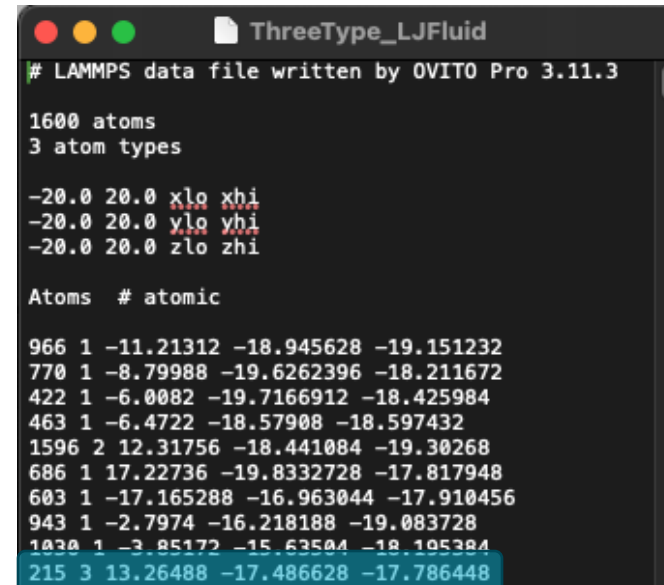 ThreeType_LJFluid
# LAMMPS data file written by OVITO Pro 3.11.3
1600 atoms
3 atom types
-20.0 20.0 xlo xhi
-20.0 20.0 ylo yhi
-20.0 20.0 zlo zhi
Atoms  # atomic
966 1 -11.21312 -18.945628 -19.151232
770 1 -8.79988 -19.6262396 -18.211672
422 1 -6.0082 -19.7166912 -18.425984
463 1 -6.4722 -18.57908 -18.597432
1596 2 12.31756 -18.441084 -19.30268
686 1 17.22736 -19.8332728 -17.817948
603 1 -17.165288 -16.963044 -17.910456
943 1 -2.7974 -16.218188 -19.083728
1030 1 -3.85172 -15.63504 -18.195384
215 3 13.26488 -17.486628 -17.786448